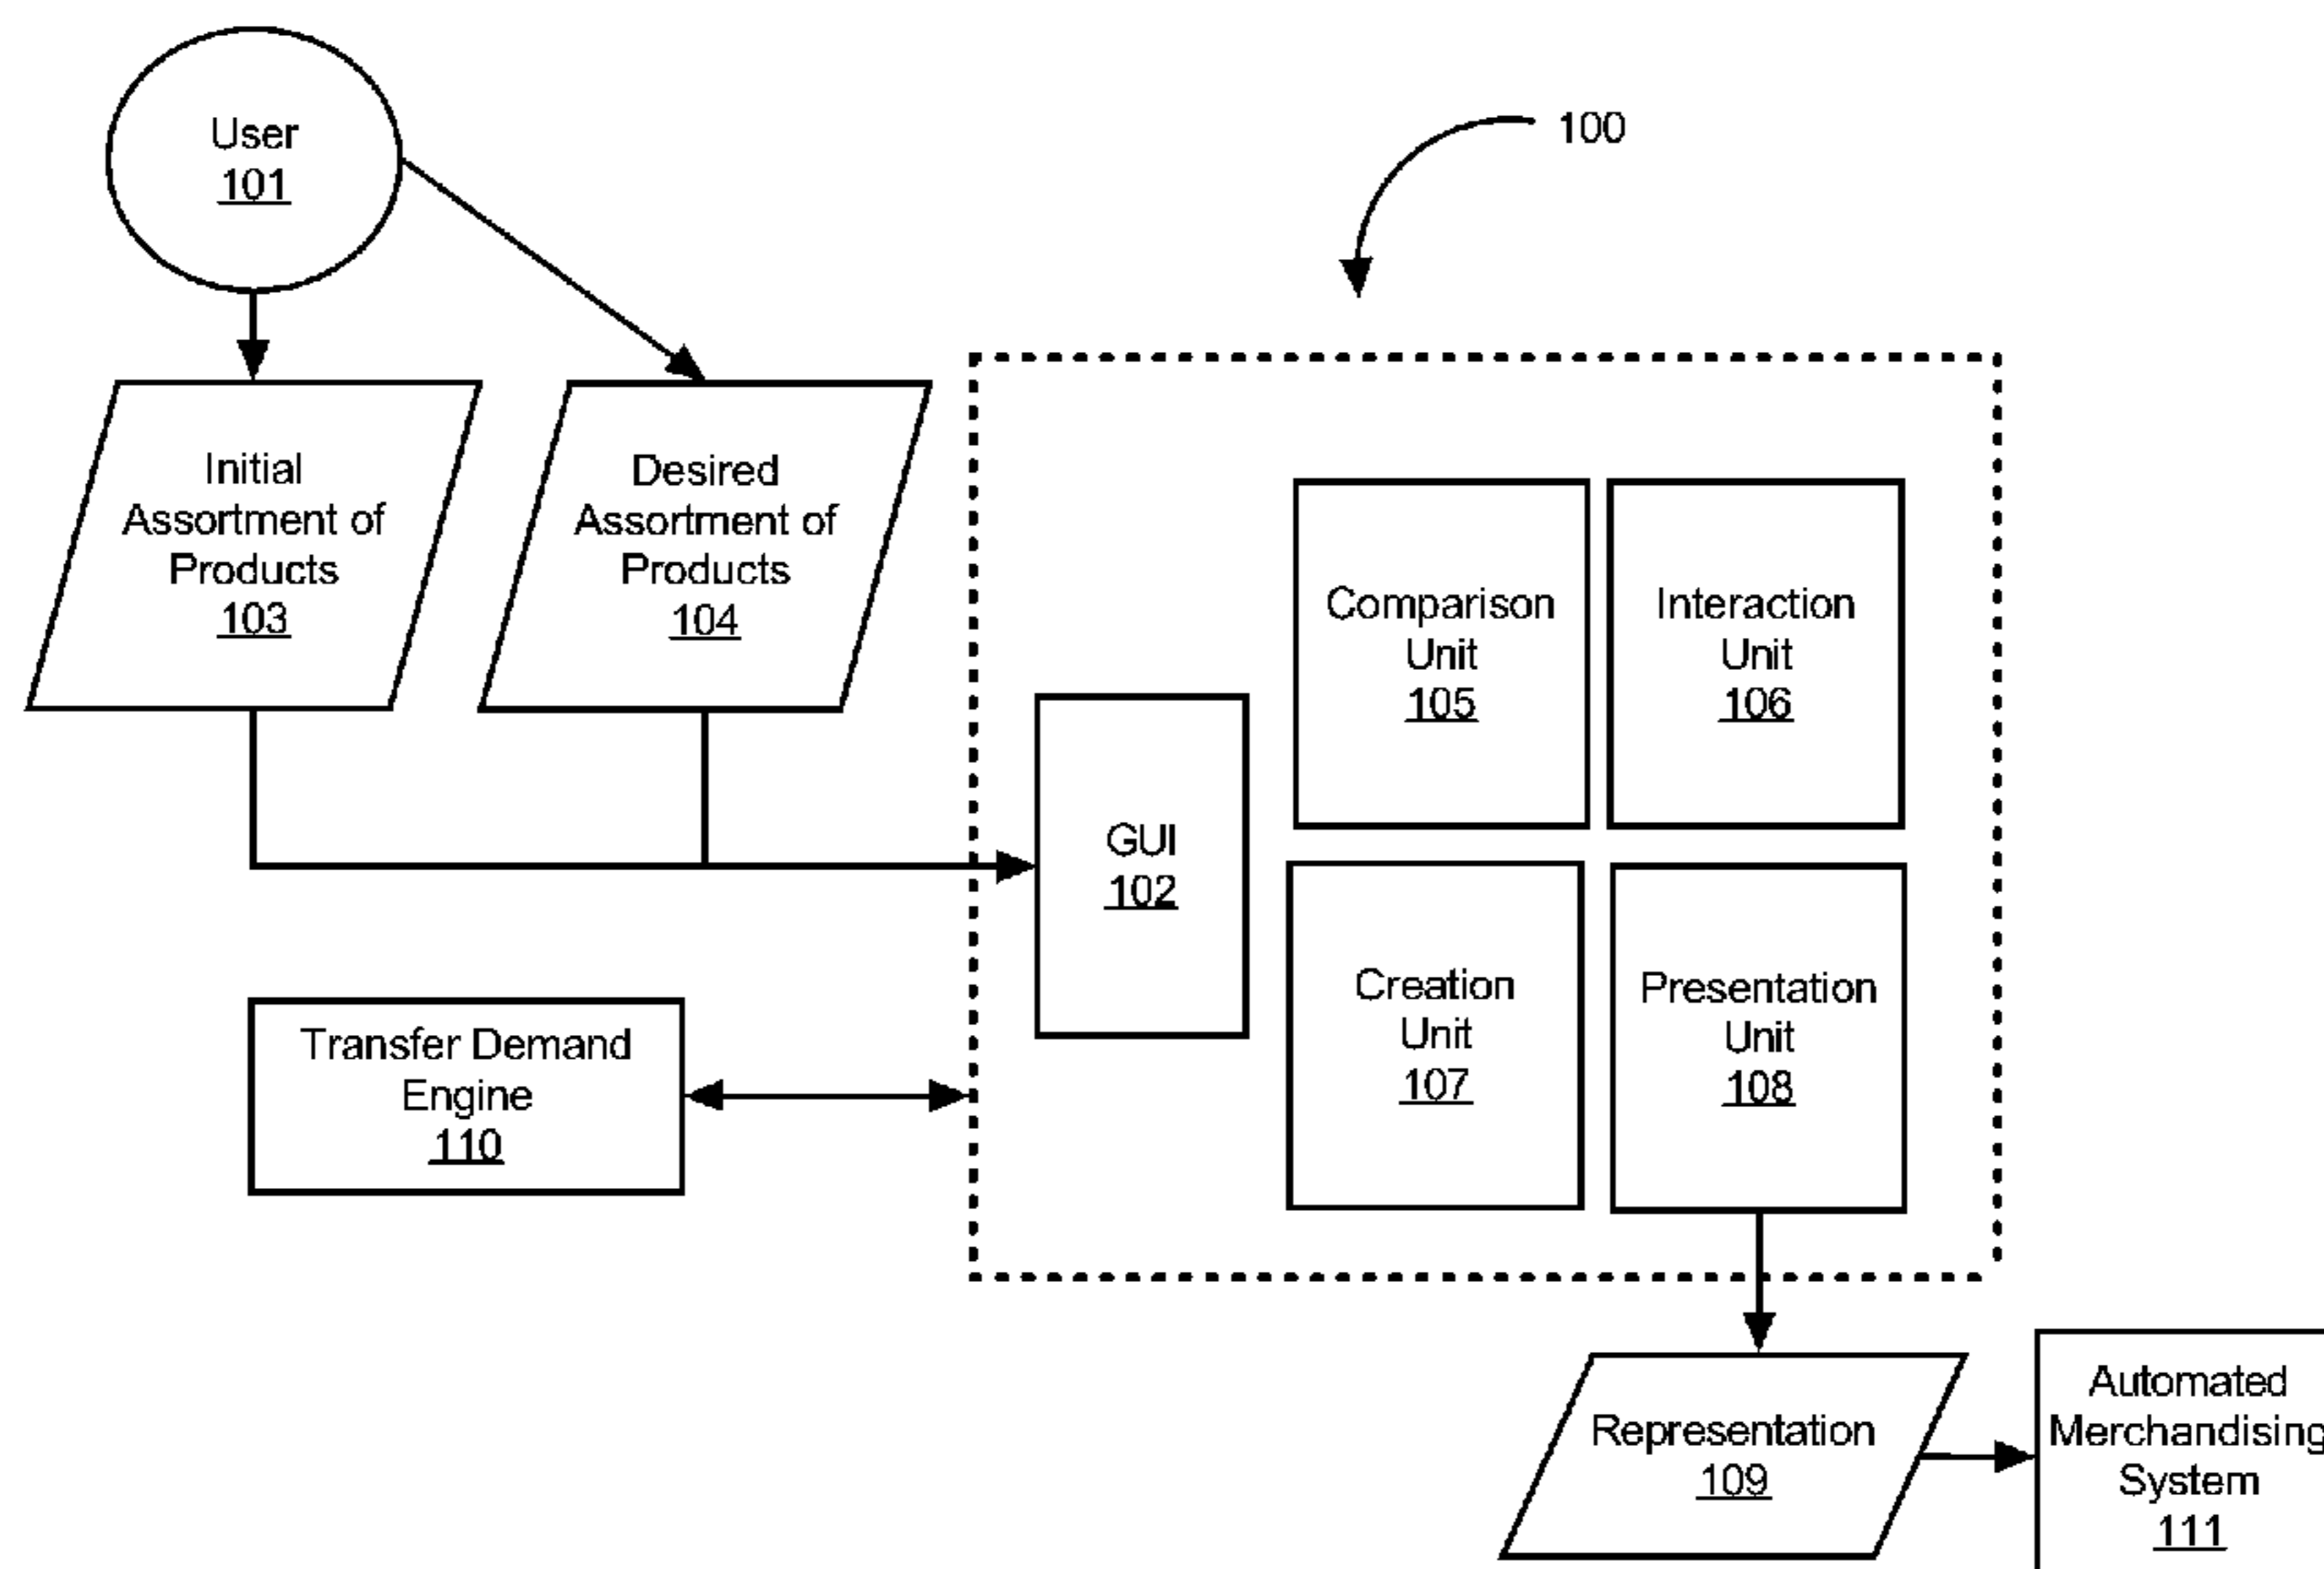 User
101
100
Initial
Assortment of
Products
103
Desired
Assortment of
Products
104
Comparison
Unit
105
Interaction
Unit
106
GUI
102
Creation
Unit
107
Presentation
Unit
108
Transfer Demand
Engine
110
Representation
109
Automated
Merchandising
System
111